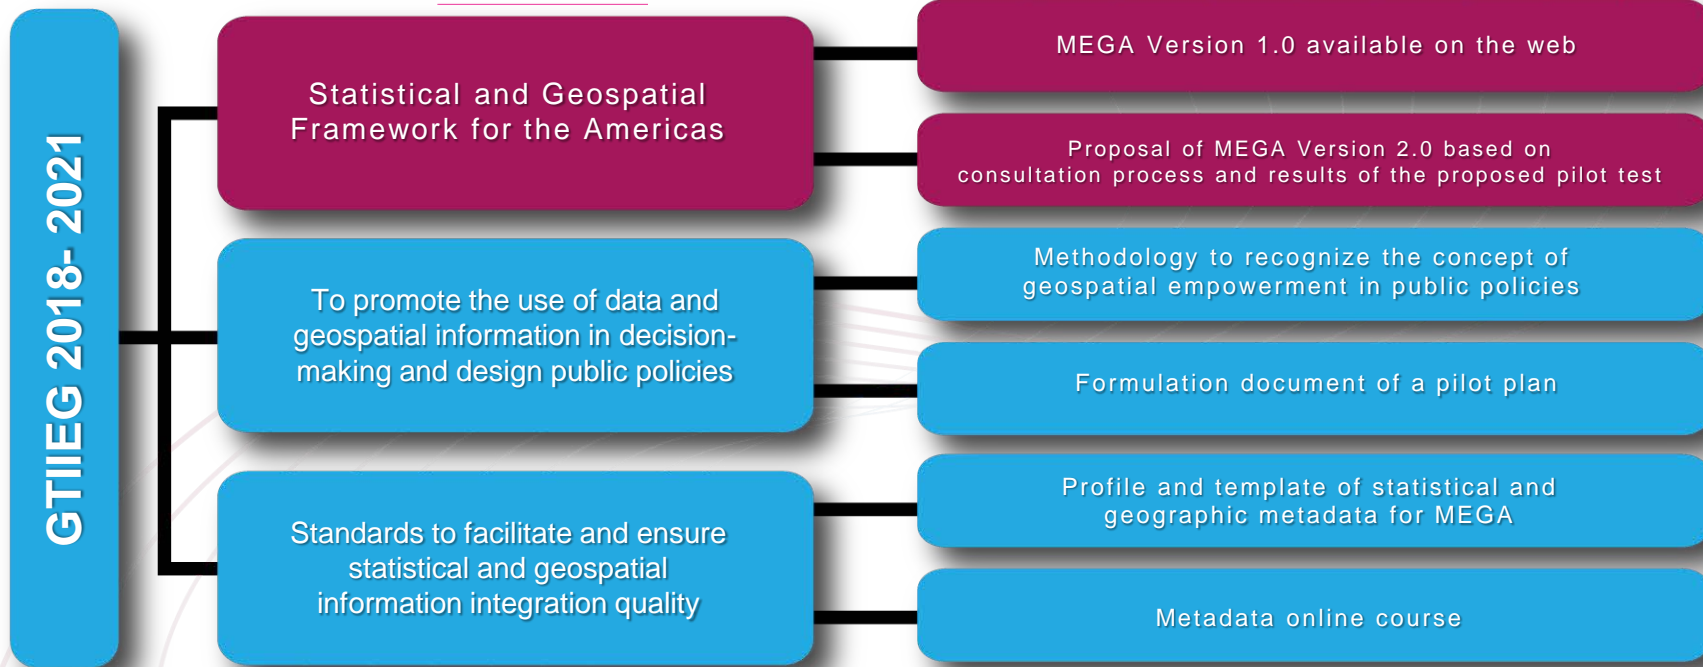 GTIIEG 2018- 2021
Statistical and Geospatial
Framework for the Americas
MEGA Version 1.0 available on the web
Proposal of MEGA Version 2.0 based on
consultation process and results of the proposed pilot test
To promote the use of data and
geospatial information in decision-
making and design public policies
Methodology to recognize the concept of
geospatial empowerment in public policies
Formulation document of a pilot plan
Standards to facilitate and ensure
statistical and geospatial
information integration quality
Profile and template of statistical and
geographic metadata for MEGA
Metadata online course